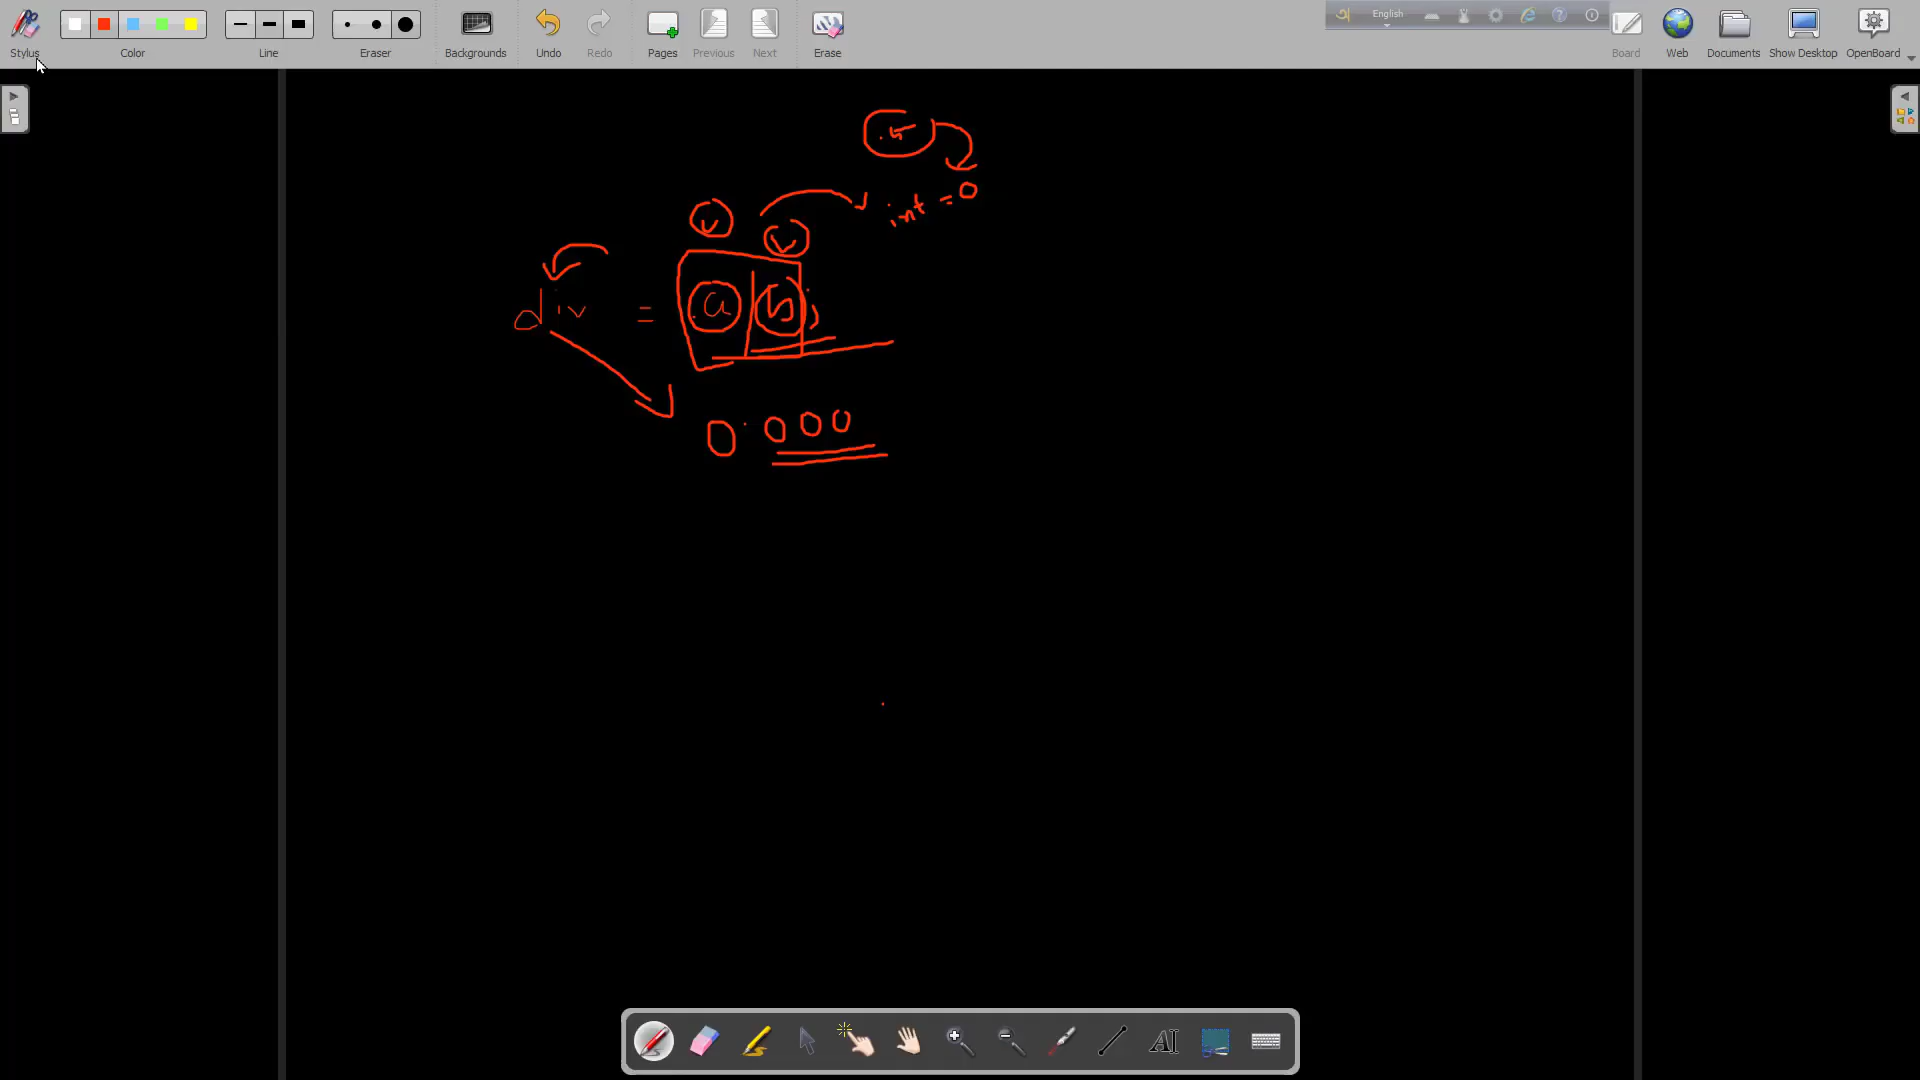 Stylus
Color
Line
Eraser
Backgrounds
Undo
Redo
Pages
Previous
Next
Erase
English
Board
Web
Documents
Show Desktop
OpenBoard
.5
int = 0
div = a b ;
0.000